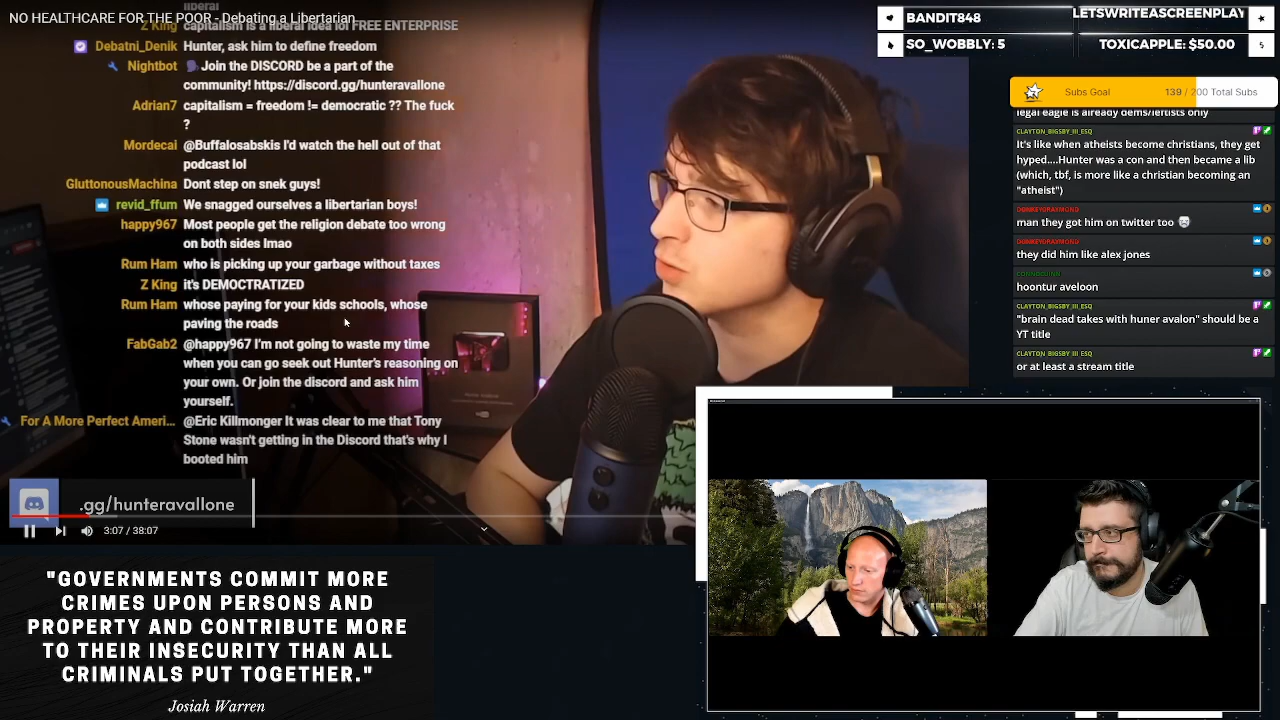 NO HEALTHCARE FOR THE POOR - Debating a Libertarian
liberal
Z King capitalism is a liberal idea lol FREE ENTERPRISE
Debatni_Denik Hunter, ask him to define freedom
Nightbot Join the DISCORD be a part of the
community! https://discord.gg/hunteravallone
Adrian7 capitalism = freedom != democratic ?? The fuck
?
Mordecai @Buffalosabskis I'd watch the hell out of that
podcast lol
GluttonousMachina Dont step on snek guys!
revid_ffum We snagged ourselves a libertarian boys!
happy967 Most people get the religion debate too wrong
on both sides lmao
Rum Ham who is picking up your garbage without taxes
Z King it's DEMOCTRATIZED
Rum Ham whose paying for your kids schools, whose
paving the roads
FabGab2 @happy967 I'm not going to waste my time
when you can go seek out Hunter's reasoning on
your own. Or join the discord and ask him
yourself.
For A More Perfect Ameri... @Eric Killmonger It was clear to me that Tony
Stone wasn't getting in the Discord that's why I
booted him
.gg/hunteravallone
3:07 / 38:07
"GOVERNMENTS COMMIT MORE
CRIMES UPON PERSONS AND
PROPERTY AND CONTRIBUTE MORE
TO THEIR INSECURITY THAN ALL
CRIMINALS PUT TOGETHER."
Josiah Warren
BANDIT848
LETSWRITEASCREENPLAY
SO_WOBBLY: 5
TOXICAPPLE: $50.00
5
Subs Goal 139 / 200 Total Subs
legal eagle is already dems/leftists only
CLAYTON_BIGSBY_III_ESQ
It's like when atheists become christians, they get
hyped....Hunter was a con and then became a lib
(which, tbf, is more like a christian becoming an
"atheist")
man they got him on twitter too
they did him like alex jones
hoontur aveloon
CLAYTON_BIGSBY_III_ESQ
"brain dead takes with huner avalon" should be a
YT title
CLAYTON_BIGSBY_III_ESQ
or at least a stream title